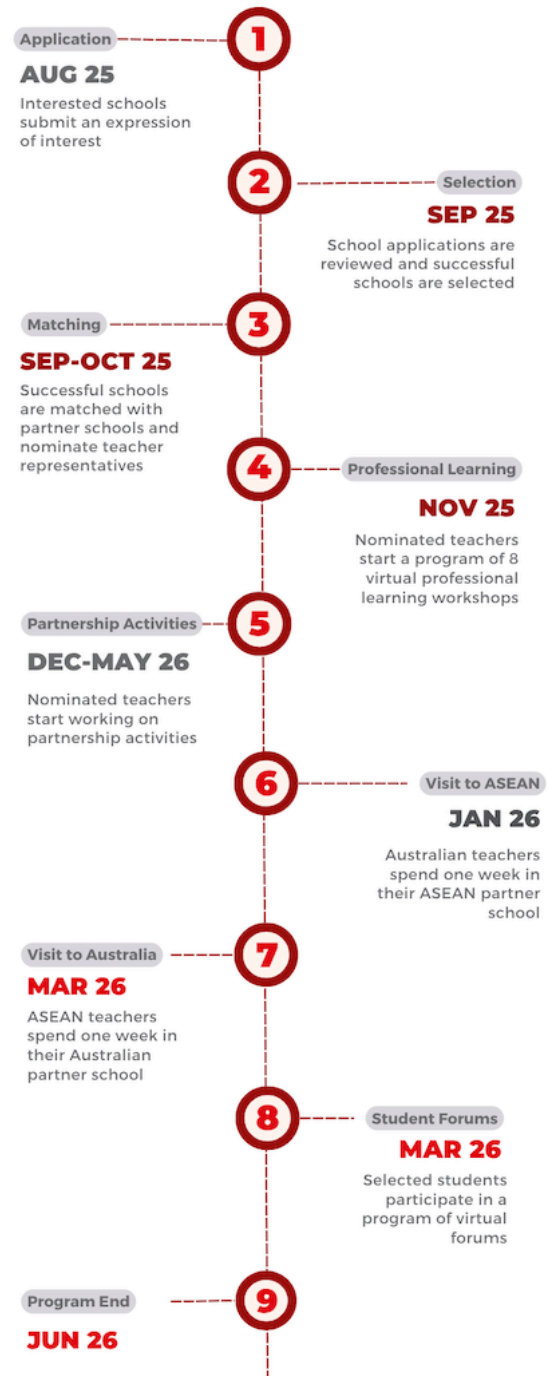 1
Application
AUG 25
Interested schools
submit an expression
of interest
2
Selection
SEP 25
School applications are
reviewed and successful
schools are selected
3
Matching
SEP-OCT 25
Successful schools
are matched with
partner schools and
nominate teacher
representatives
4
Professional Learning
NOV 25
Nominated teachers
start a program of 8
virtual professional
learning workshops
5
Partnership Activities
DEC-MAY 26
Nominated teachers
start working on
partnership activities
6
Visit to ASEAN
JAN 26
Australian teachers
spend one week in
their ASEAN partner
school
7
Visit to Australia
MAR 26
ASEAN teachers
spend one week in
their Australian
partner school
8
Student Forums
MAR 26
Selected students
participate in a
program of virtual
forums
9
Program End
JUN 26